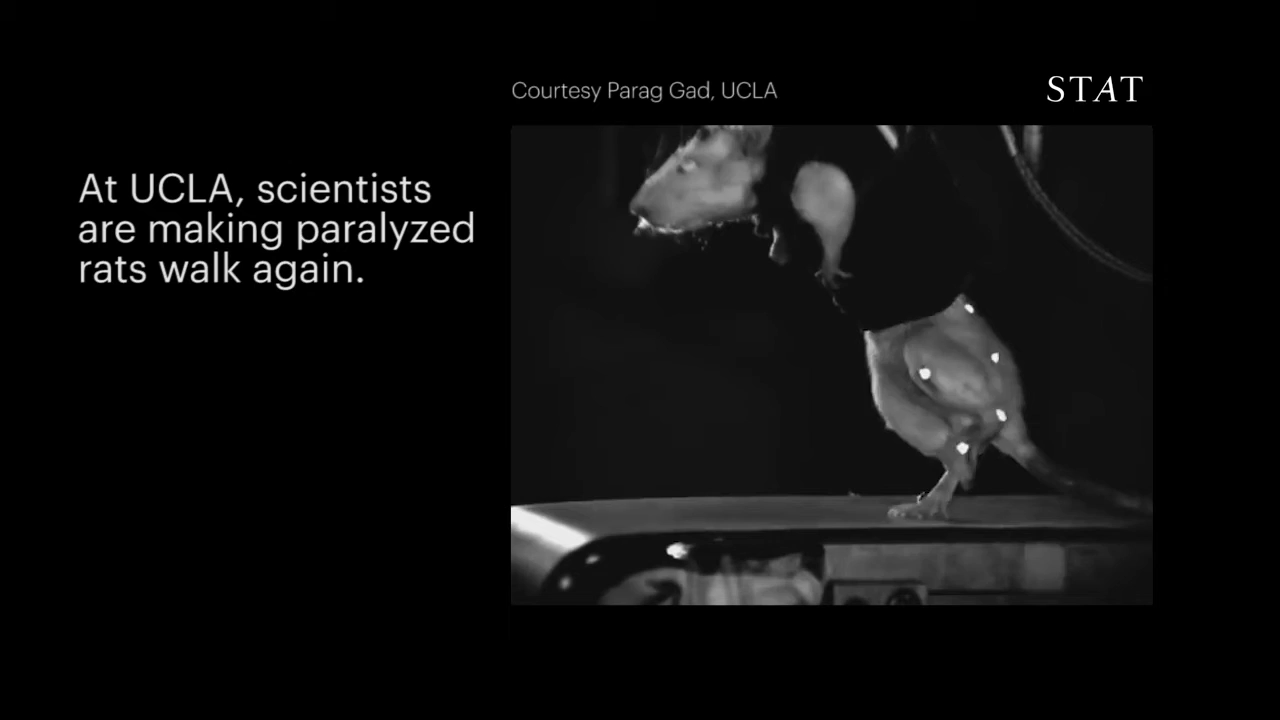 Courtesy Parag Gad, UCLA
STAT
At UCLA, scientists
are making paralyzed
rats walk again.